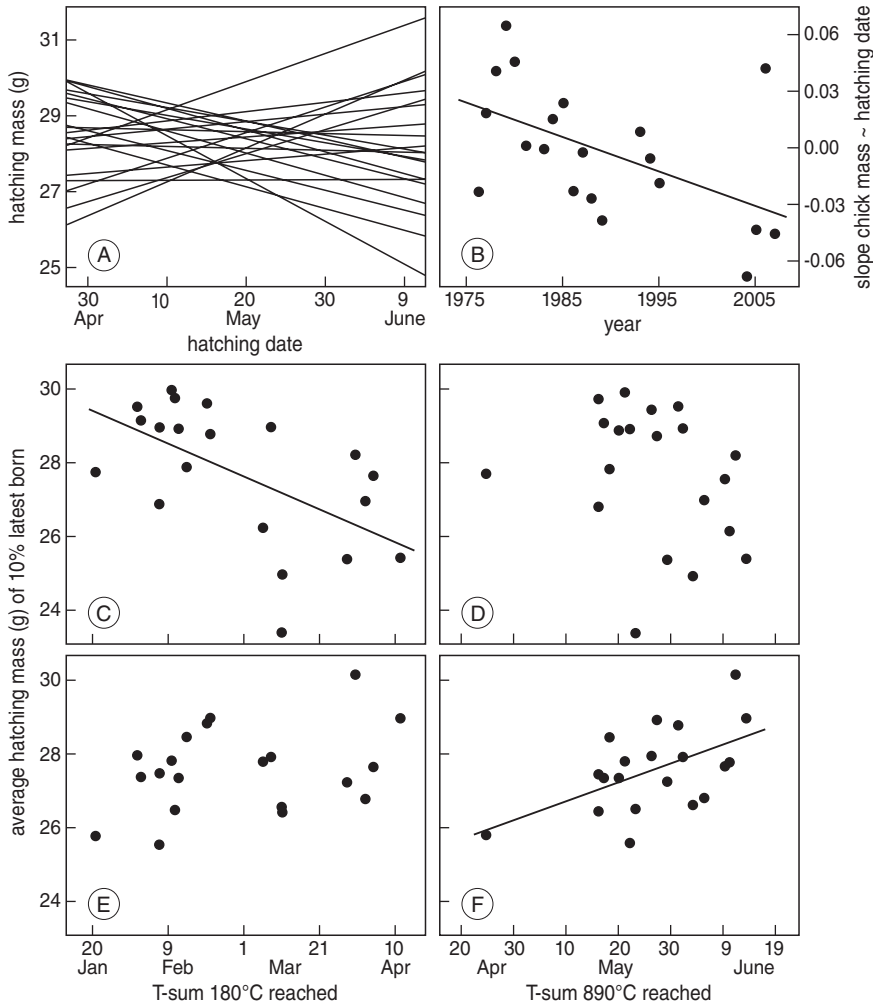 31
29
27
25
hatching mass (g)
A
30 10 20 30 9
Apr May June
hatching date
B
0.06
0.03
0.00
-0.03
-0.06
slope chick mass ~ hatching date
1975 1985 1995 2005
year
30
28
26
24
C
D
average hatching mass (g) of 10% latest born
30
28
26
24
E
F
20 9 1 21 10
Jan Feb Mar Apr
T-sum 180°C reached
20 30 10 20 30 9 19
Apr May June
T-sum 890°C reached